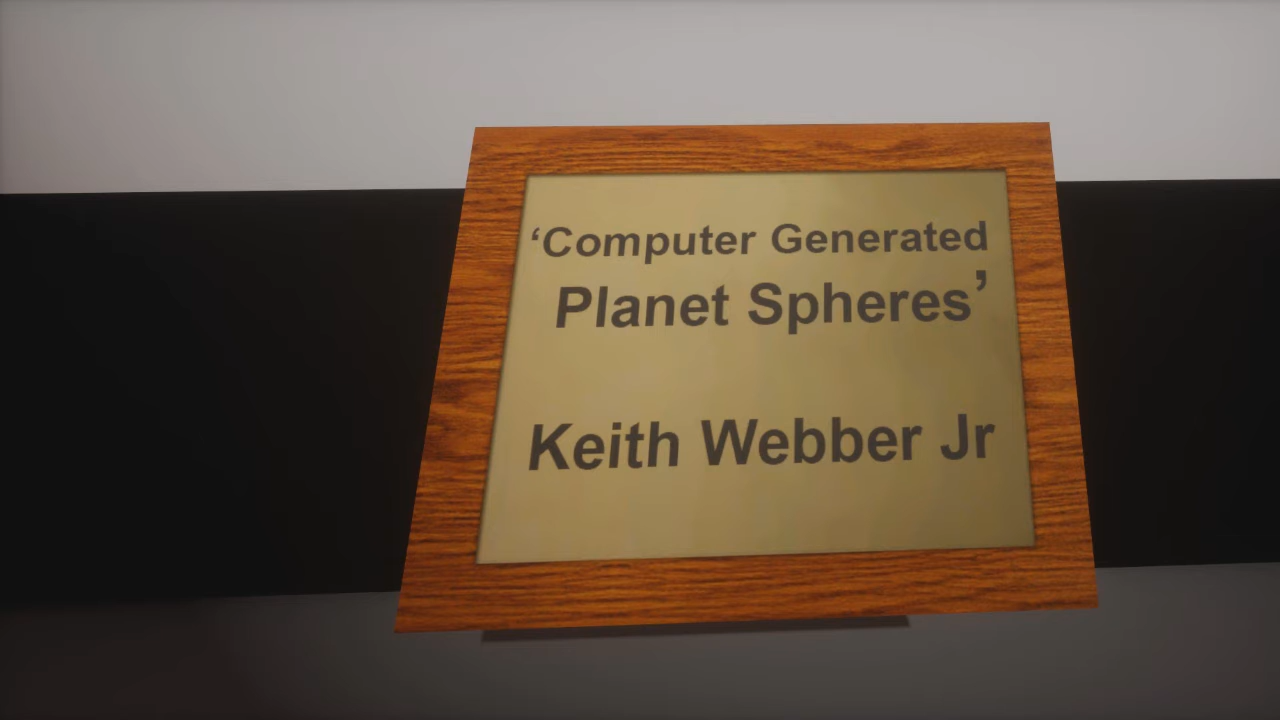 ‘Computer Generated
Planet Spheres’
Keith Webber Jr